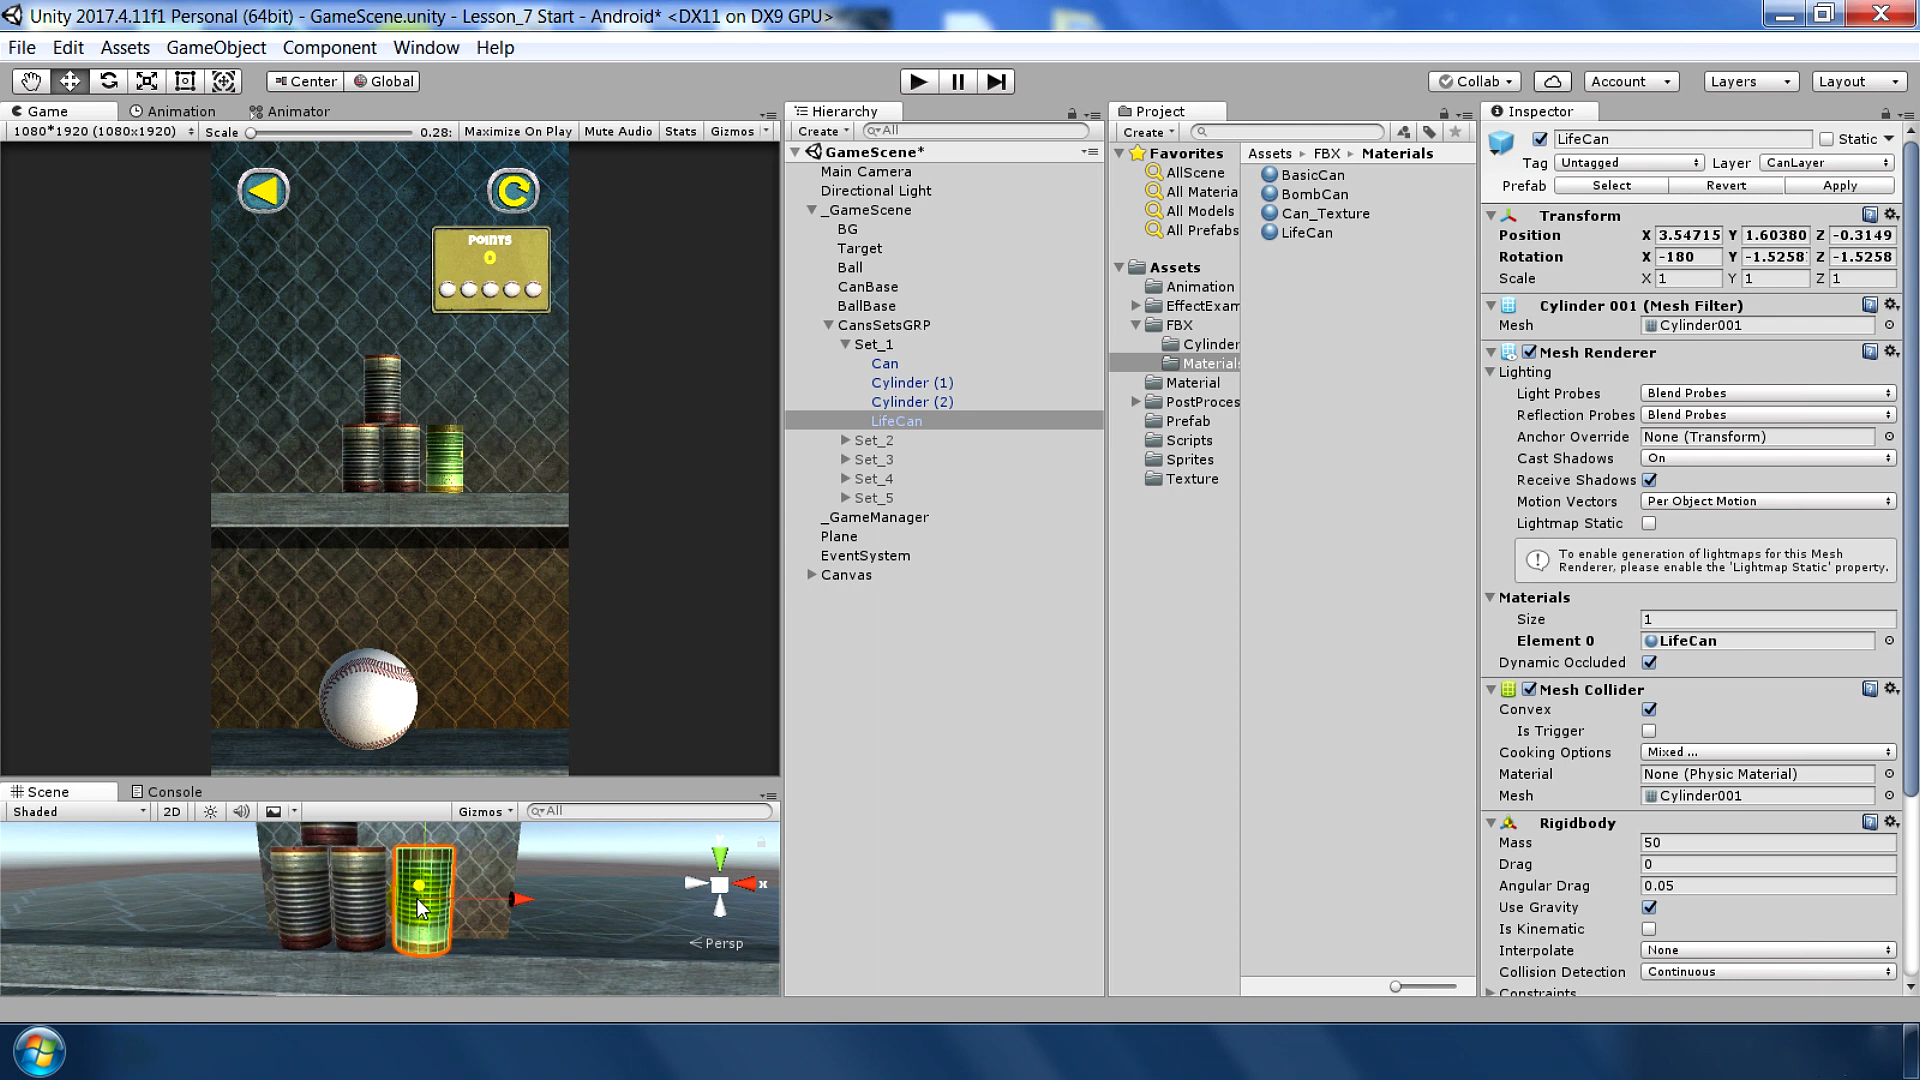 Unity 2017.4.11f1 Personal (64bit) - GameScene.unity - Lesson_7 Start - Android* <DX11 on DX9 GPU>
File Edit Assets GameObject Component Window Help
Center Global Collab Account Layers Layout
Game Animation Animator
1080*1920 (1080x1920) Scale 0.28: Maximize On Play Mute Audio Stats Gizmos
POINTS
0
Scene Console
Shaded 2D Gizmos All
x
Persp
Hierarchy
Create All
GameScene*
Main Camera
Directional Light
_GameScene
BG
Target
Ball
CanBase
BallBase
CansSetsGRP
Set_1
Can
Cylinder (1)
Cylinder (2)
LifeCan
Set_2
Set_3
Set_4
Set_5
_GameManager
Plane
EventSystem
Canvas
Project
Create
Favorites
AllScene
All Materia
All Models
All Prefabs
Assets
Animation
EffectExam
FBX
Cylinder
Materials
Material
PostProces
Prefab
Scripts
Sprites
Texture
Assets FBX Materials
BasicCan
BombCan
Can_Texture
LifeCan
Inspector
LifeCan Static
Tag Untagged Layer CanLayer
Prefab Select Revert Apply
Transform
Position X 3.54715 Y 1.60380 Z -0.3149
Rotation X -180 Y -1.5258 Z -1.5258
Scale X 1 Y 1 Z 1
Cylinder 001 (Mesh Filter)
Mesh Cylinder001
Mesh Renderer
Lighting
Light Probes Blend Probes
Reflection Probes Blend Probes
Anchor Override None (Transform)
Cast Shadows On
Receive Shadows
Motion Vectors Per Object Motion
Lightmap Static
To enable generation of lightmaps for this Mesh
Renderer, please enable the 'Lightmap Static' property.
Materials
Size 1
Element 0 LifeCan
Dynamic Occluded
Mesh Collider
Convex
Is Trigger
Cooking Options Mixed ...
Material None (Physic Material)
Mesh Cylinder001
Rigidbody
Mass 50
Drag 0
Angular Drag 0.05
Use Gravity
Is Kinematic
Interpolate None
Collision Detection Continuous
Constraints